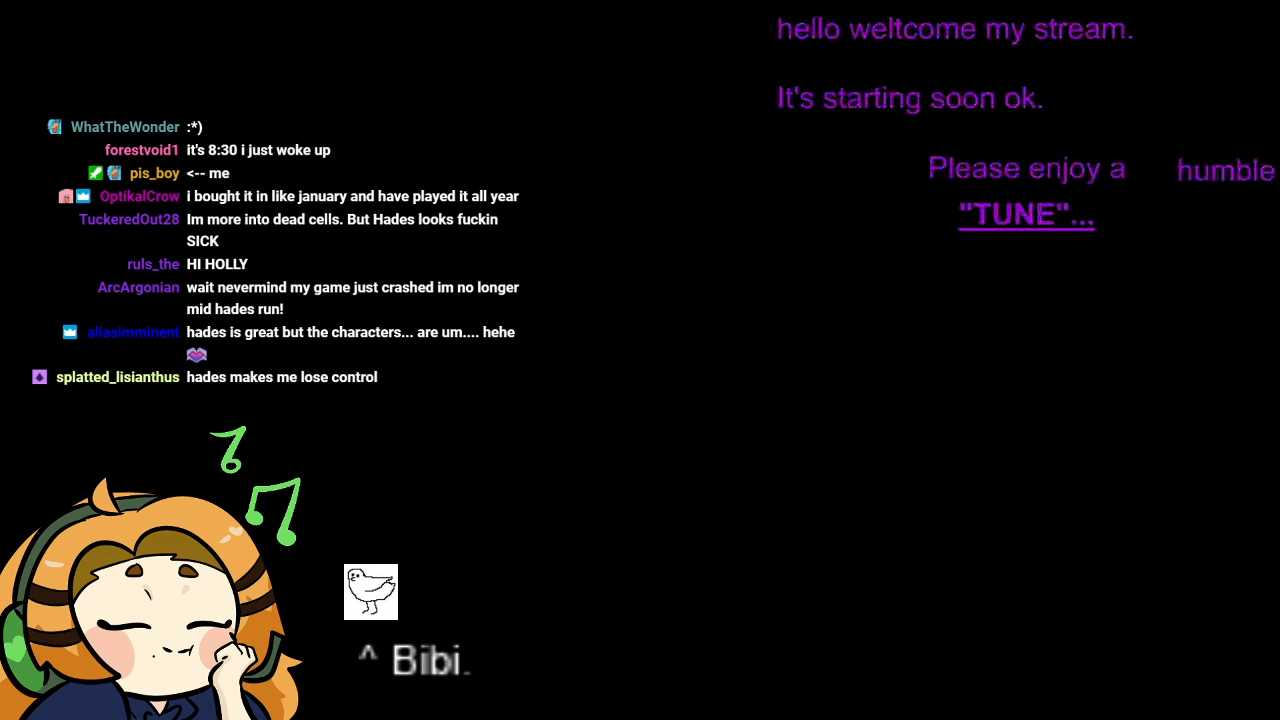 hello weltcome my stream.
It's starting soon ok.
Please enjoy a humble
"TUNE"...
WhatTheWonder :*)
forestvoid1 it's 8:30 i just woke up
pis_boy <-- me
OptikalCrow i bought it in like january and have played it all year
TuckeredOut28 Im more into dead cells. But Hades looks fuckin
SICK
ruls_the HI HOLLY
ArcArgonian wait nevermind my game just crashed im no longer
mid hades run!
aliasimminent hades is great but the characters... are um.... hehe
splatted_lisianthus hades makes me lose control
^ Bibi.